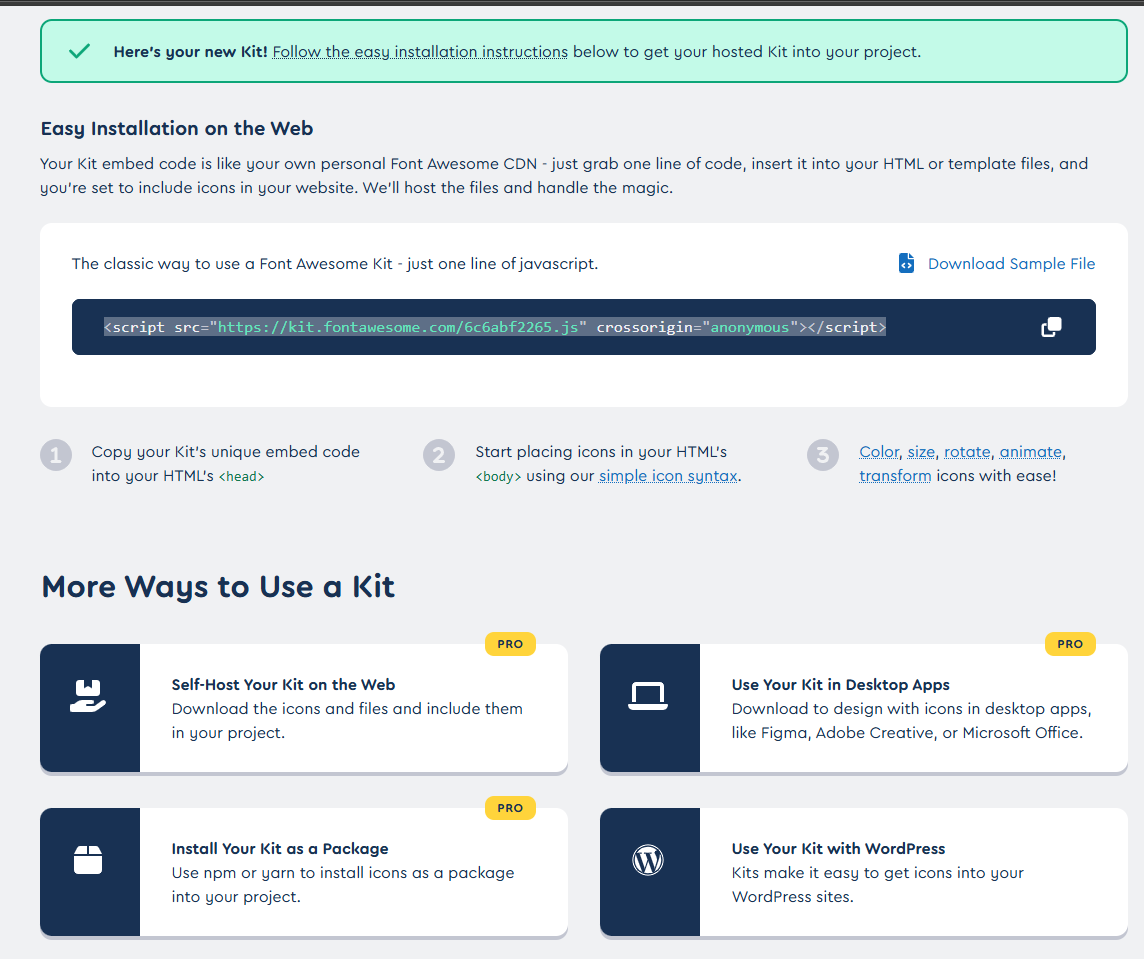 Here's your new Kit! Follow the easy installation instructions below to get your hosted Kit into your project.
Easy Installation on the Web
Your Kit embed code is like your own personal Font Awesome CDN - just grab one line of code, insert it into your HTML or template files, and
you're set to include icons in your website. We'll host the files and handle the magic.
The classic way to use a Font Awesome Kit - just one line of javascript.
Download Sample File
<script src="https://kit.fontawesome.com/6c6abf2265.js" crossorigin="anonymous"></script>
1
Copy your Kit's unique embed code
into your HTML's <head>
2
Start placing icons in your HTML's
<body> using our simple icon syntax.
3
Color, size, rotate, animate,
transform icons with ease!
More Ways to Use a Kit
PRO
Self-Host Your Kit on the Web
Download the icons and files and include them
in your project.
PRO
Use Your Kit in Desktop Apps
Download to design with icons in desktop apps,
like Figma, Adobe Creative, or Microsoft Office.
PRO
Install Your Kit as a Package
Use npm or yarn to install icons as a package
into your project.
Use Your Kit with WordPress
Kits make it easy to get icons into your
WordPress sites.